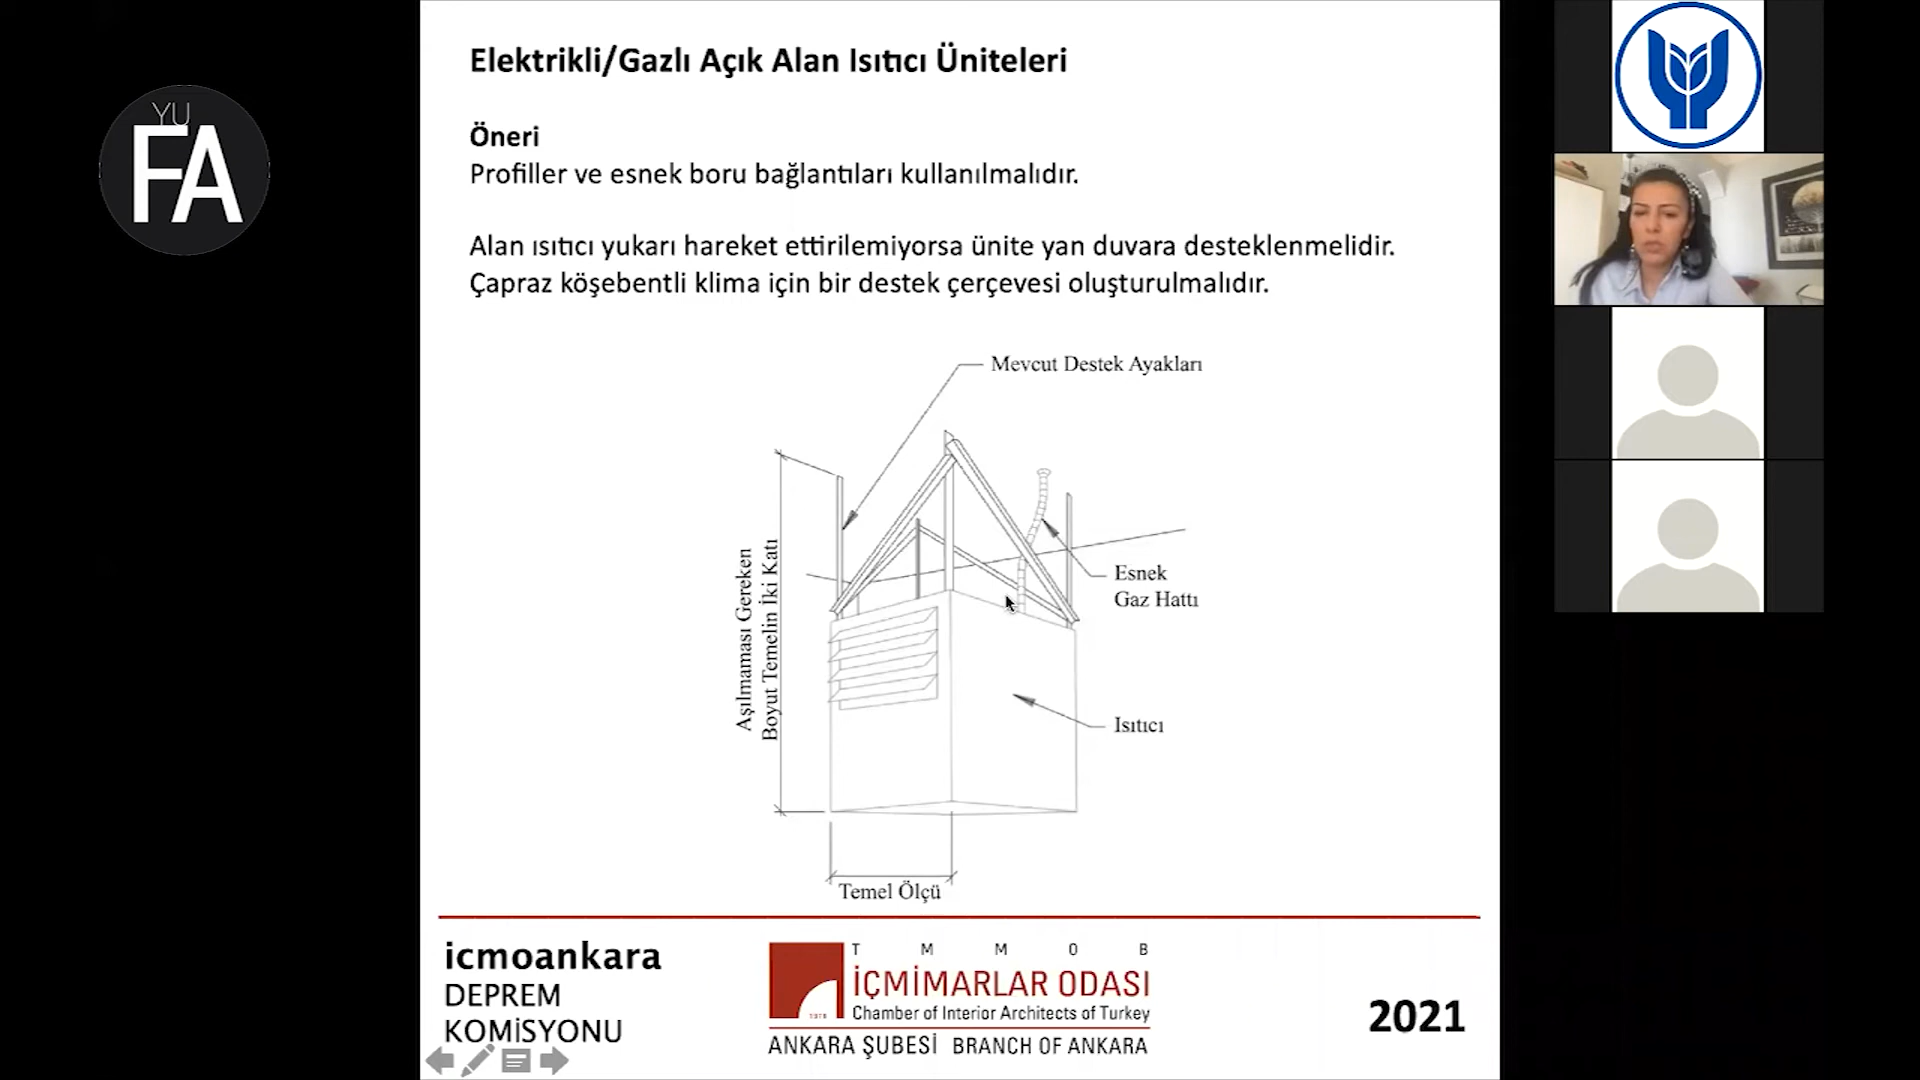 YU
FA
Elektrikli/Gazlı Açık Alan Isıtıcı Üniteleri
Öneri
Profiller ve esnek boru bağlantıları kullanılmalıdır.
Alan ısıtıcı yukarı hareket ettirilemiyorsa ünite yan duvara desteklenmelidir.
Çapraz köşebentli klima için bir destek çerçevesi oluşturulmalıdır.
Mevcut Destek Ayakları
Aşılmaması Gereken
Boyut Temelin İki Katı
Esnek
Gaz Hattı
Isıtıcı
Temel Ölçü
icmoankara
DEPREM
KOMİSYONU
TMMOB
İÇMİMARLAR ODASI
1976
Chamber of Interior Architects of Turkey
ANKARA ŞUBESİ BRANCH OF ANKARA
2021